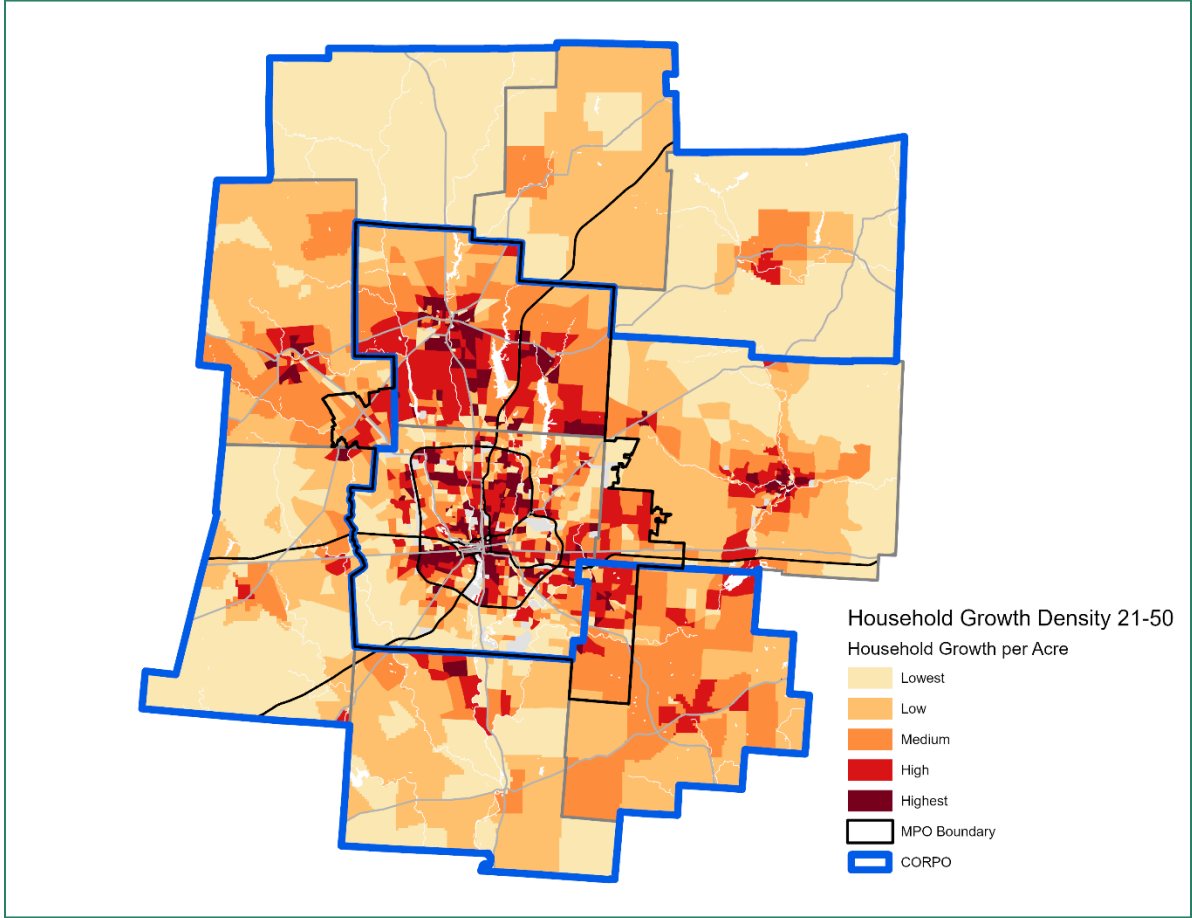 Household Growth Density 21-50
Household Growth per Acre
Lowest
Low
Medium
High
Highest
MPO Boundary
CORPO